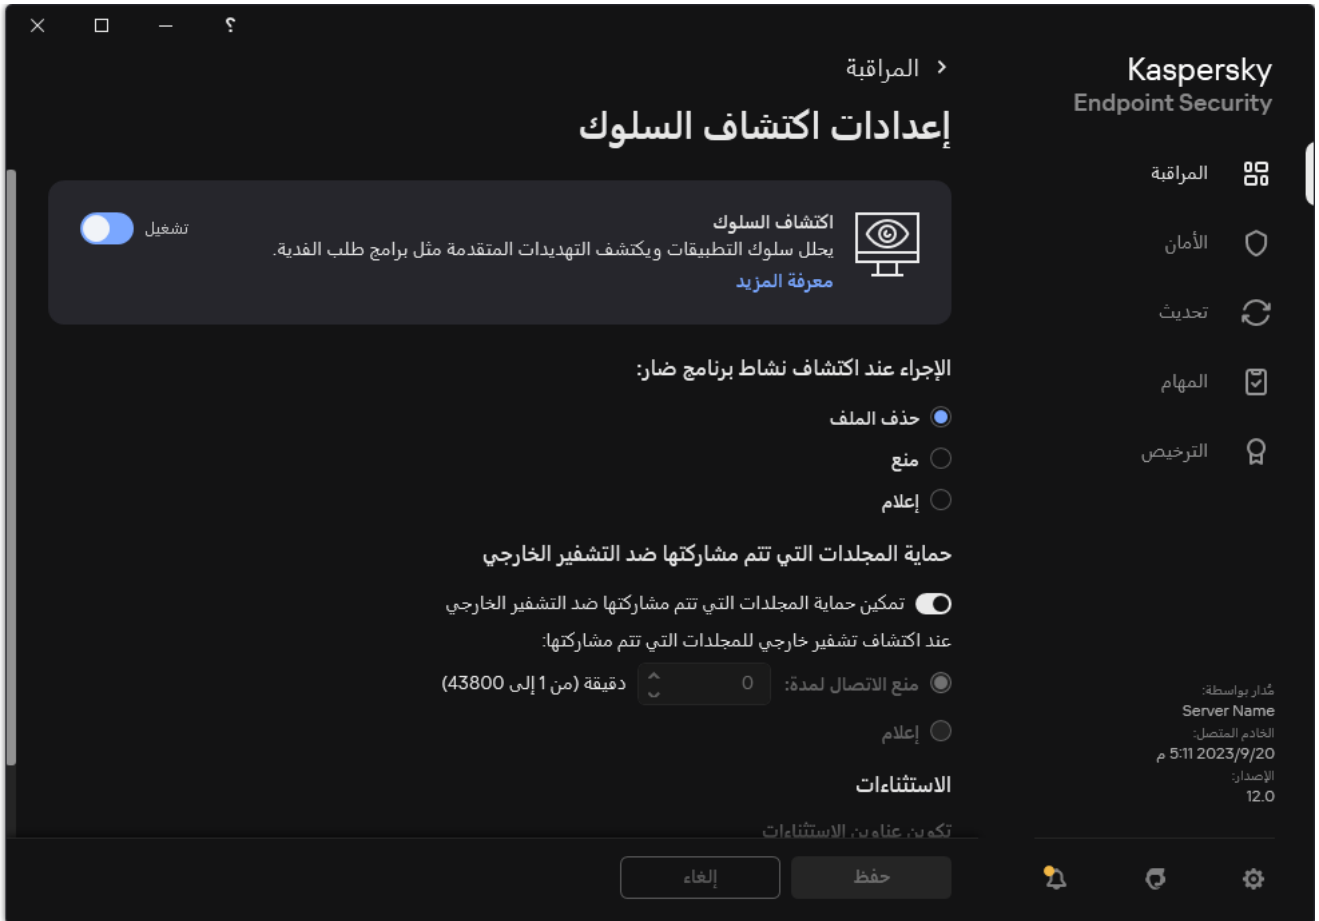 ؟
Kaspersky
Endpoint Security
المراقبة
الأمان
تحديث
المهام
الترخيص
مُدار بواسطة:
Server Name
الخادم المتصل:
2023/9/20 5:11 م
الإصدار:
12.0
المراقبة
إعدادات اكتشاف السلوك
اكتشاف السلوك
يحلل سلوك التطبيقات ويكتشف التهديدات المتقدمة مثل برامج طلب الفدية.
معرفة المزيد
تشغيل
الإجراء عند اكتشاف نشاط برنامج ضار:
حذف الملف
منع
إعلام
حماية المجلدات التي تتم مشاركتها ضد التشفير الخارجي
تمكين حماية المجلدات التي تتم مشاركتها ضد التشفير الخارجي
عند اكتشاف تشفير خارجي للمجلدات التي تتم مشاركتها:
منع الاتصال لمدة: 0 دقيقة (من 1 إلى 43800)
إعلام
الاستثناءات
تكوين عناوين الاستثناءات
حفظ
إلغاء